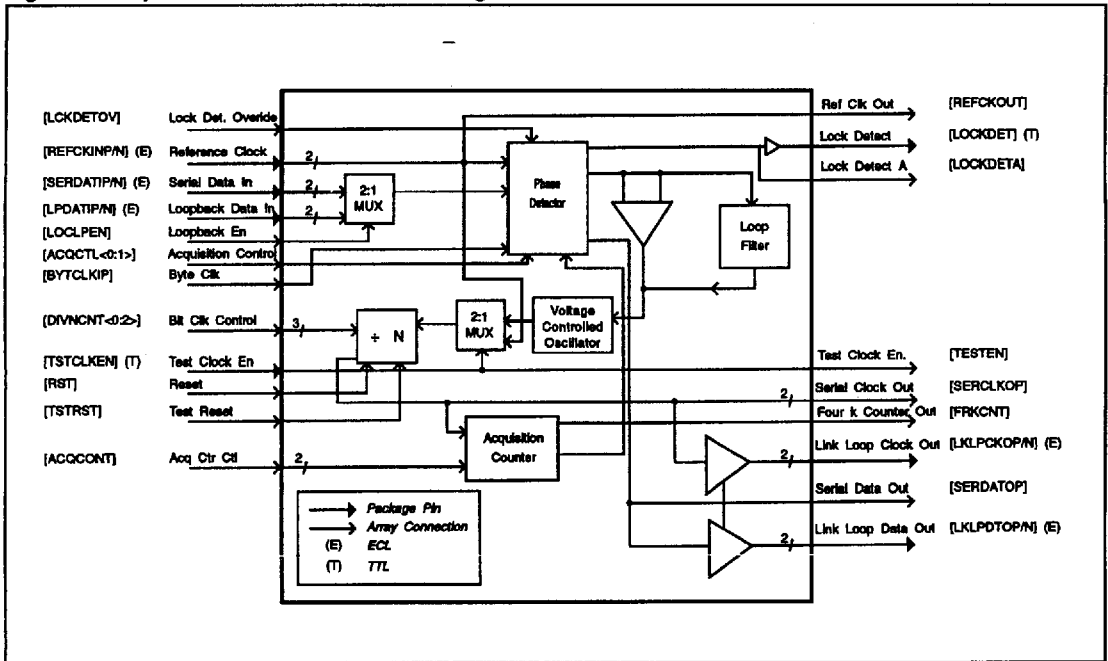 [LCKDETOV] Lock Det. Override
[REFCKINP/N] (E) Reference Clock 2
[SERDATIP/N] (E) Serial Data In 2
[LPDATIP/N] (E) Loopback Data In 2
[LOCLPEN] Loopback En
[ACQCTL<0:1>] Acquisition Control
[BYTCLKIP] Byte Clk
[DIVNCNT<0:2>] Bit Clk Control 3
[TSTCLKEN] (T) Test Clock En
[RST] Reset
[TSTRST] Test Reset
[ACQCONT] Acq Ctr Ctl 2
2:1
MUX
Phase
Detector
Loop
Filter
÷ N
2:1
MUX
Voltage
Controlled
Oscillator
Acquisition
Counter
Ref Clk Out [REFCKOUT]
Lock Detect [LOCKDET] (T)
Lock Detect A [LOCKDETA]
Test Clock En. [TESTEN]
2 Serial Clock Out [SERCLKOP]
Four k Counter Out [FRKCNT]
2 Link Loop Clock Out [LKLPCKOP/N] (E)
Serial Data Out [SERDATOP]
2 Link Loop Data Out [LKLPDTOP/N] (E)
Package Pin
Array Connection
(E) ECL
(T) TTL